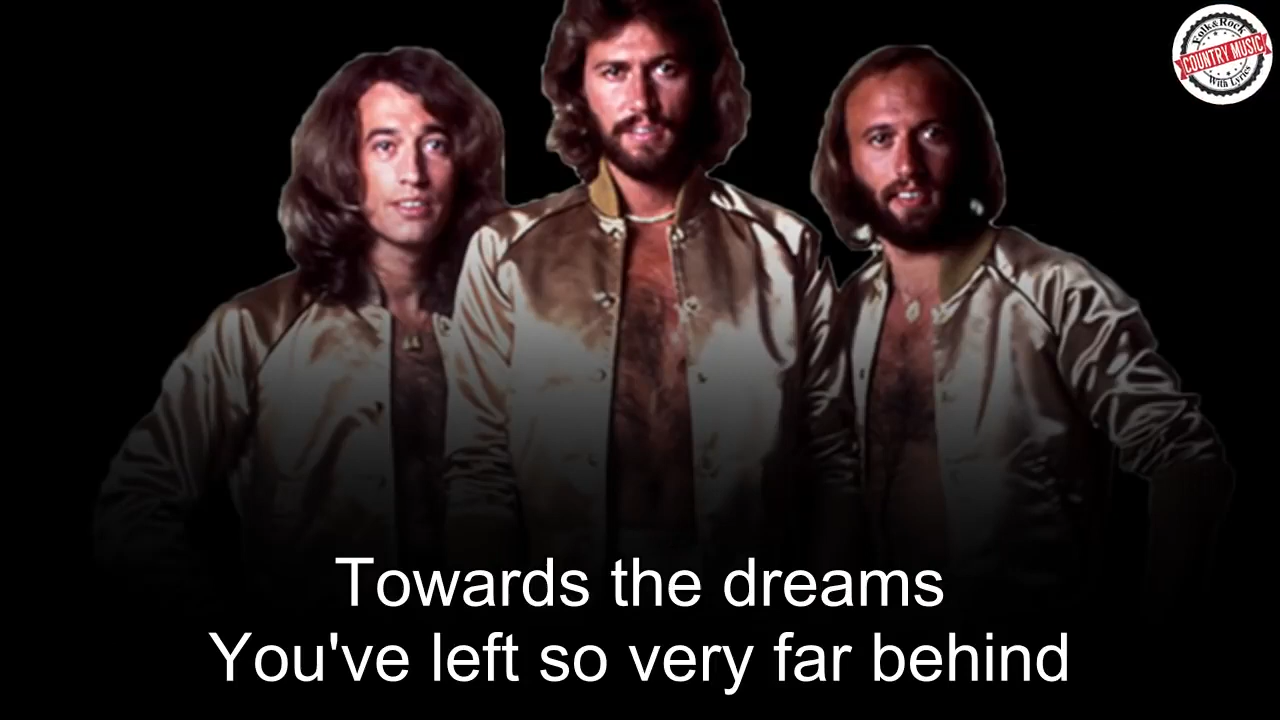 Folk&Rock
COUNTRY MUSIC
With Lyrics
Towards the dreams
You've left so very far behind